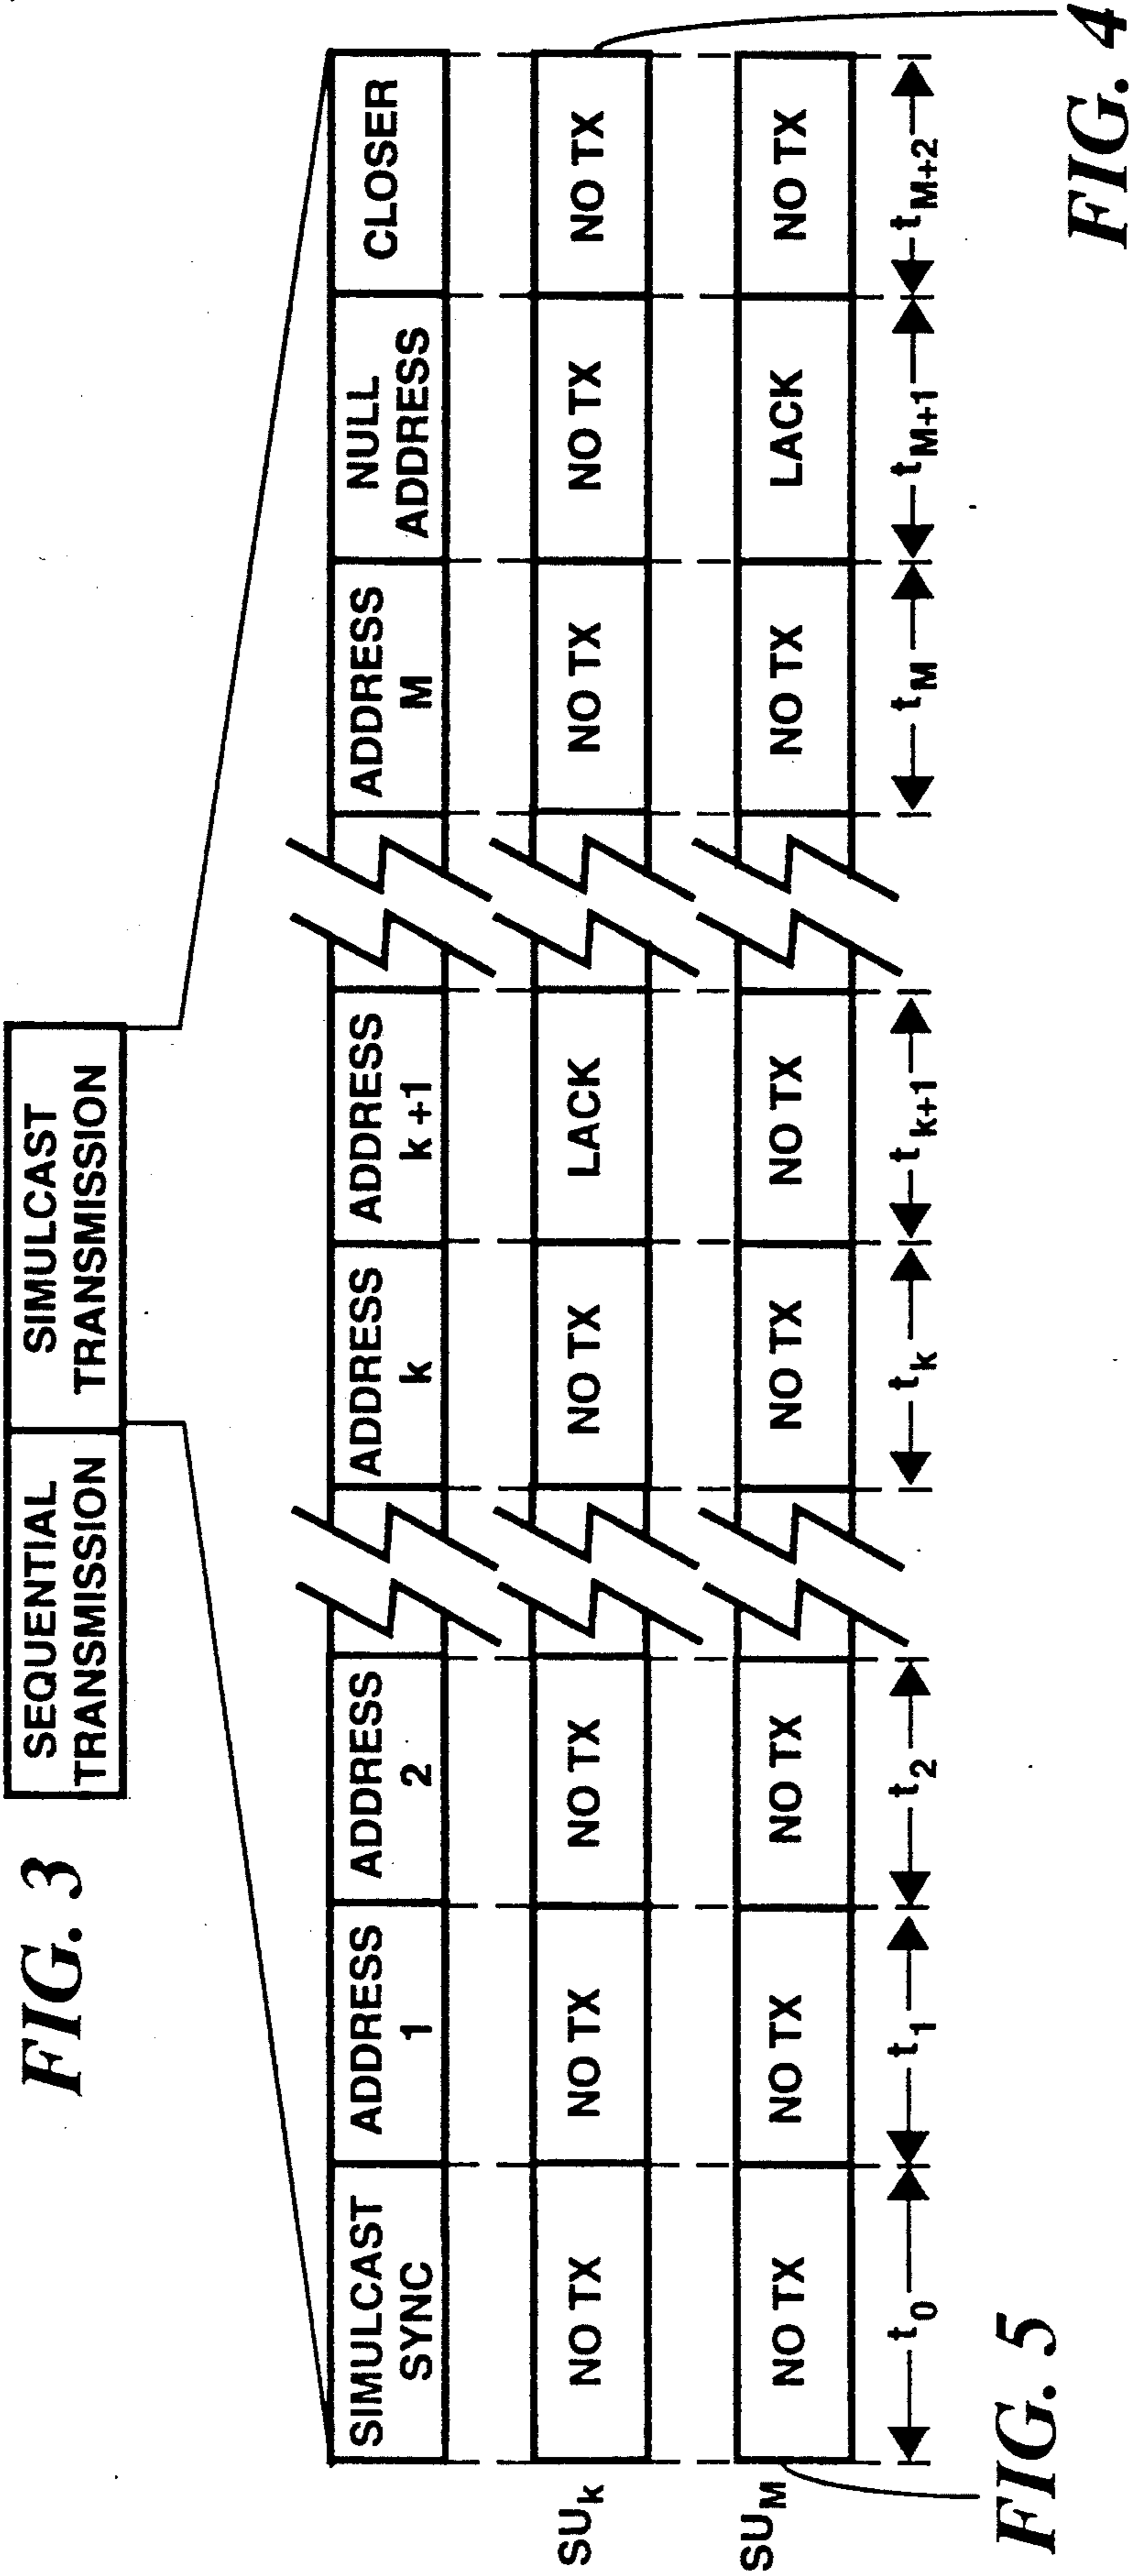 FIG. 3
SEQUENTIAL
TRANSMISSION
SIMULCAST
TRANSMISSION
SIMULCAST
SYNC
ADDRESS
1
ADDRESS
2
ADDRESS
k
ADDRESS
k+1
ADDRESS
M
NULL
ADDRESS
CLOSER
SUk
NO TX
NO TX
NO TX
NO TX
LACK
NO TX
NO TX
NO TX
SUM
NO TX
NO TX
NO TX
NO TX
NO TX
NO TX
LACK
NO TX
t0
t1
t2
tk
tk+1
tM
tM+1
tM+2
FIG. 5
FIG. 4